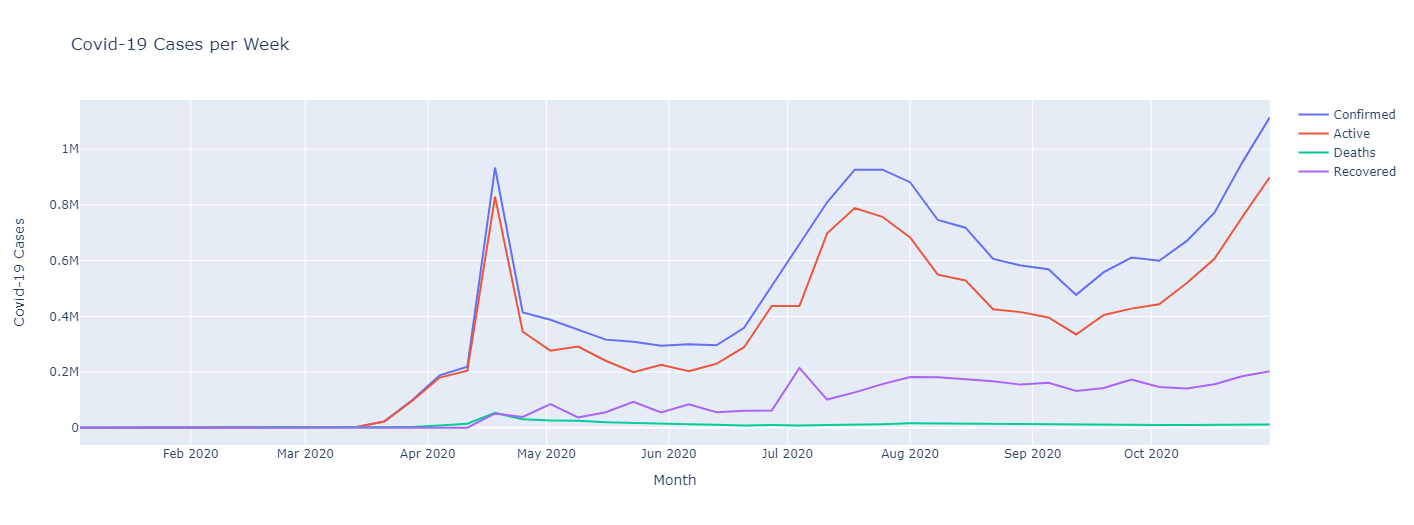 Covid-19 Cases per Week
Confirmed
Active
Deaths
Recovered
1M
0.8M
0.6M
0.4M
0.2M
0
Covid-19 Cases
Feb 2020
Mar 2020
Apr 2020
May 2020
Jun 2020
Jul 2020
Aug 2020
Sep 2020
Oct 2020
Month